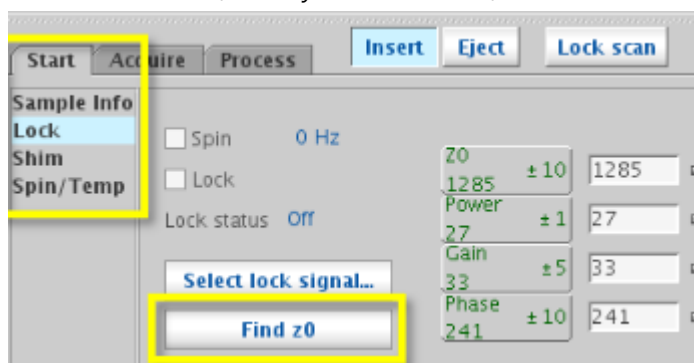 Start Acquire Process Insert Eject Lock scan
Sample Info
Lock
Shim
Spin/Temp
Spin 0 Hz
Lock
Lock status Off
Select lock signal...
Find z0
Z0
1285 ±10 1285
Power
27 ±1 27
Gain
33 ±5 33
Phase
241 ±10 241